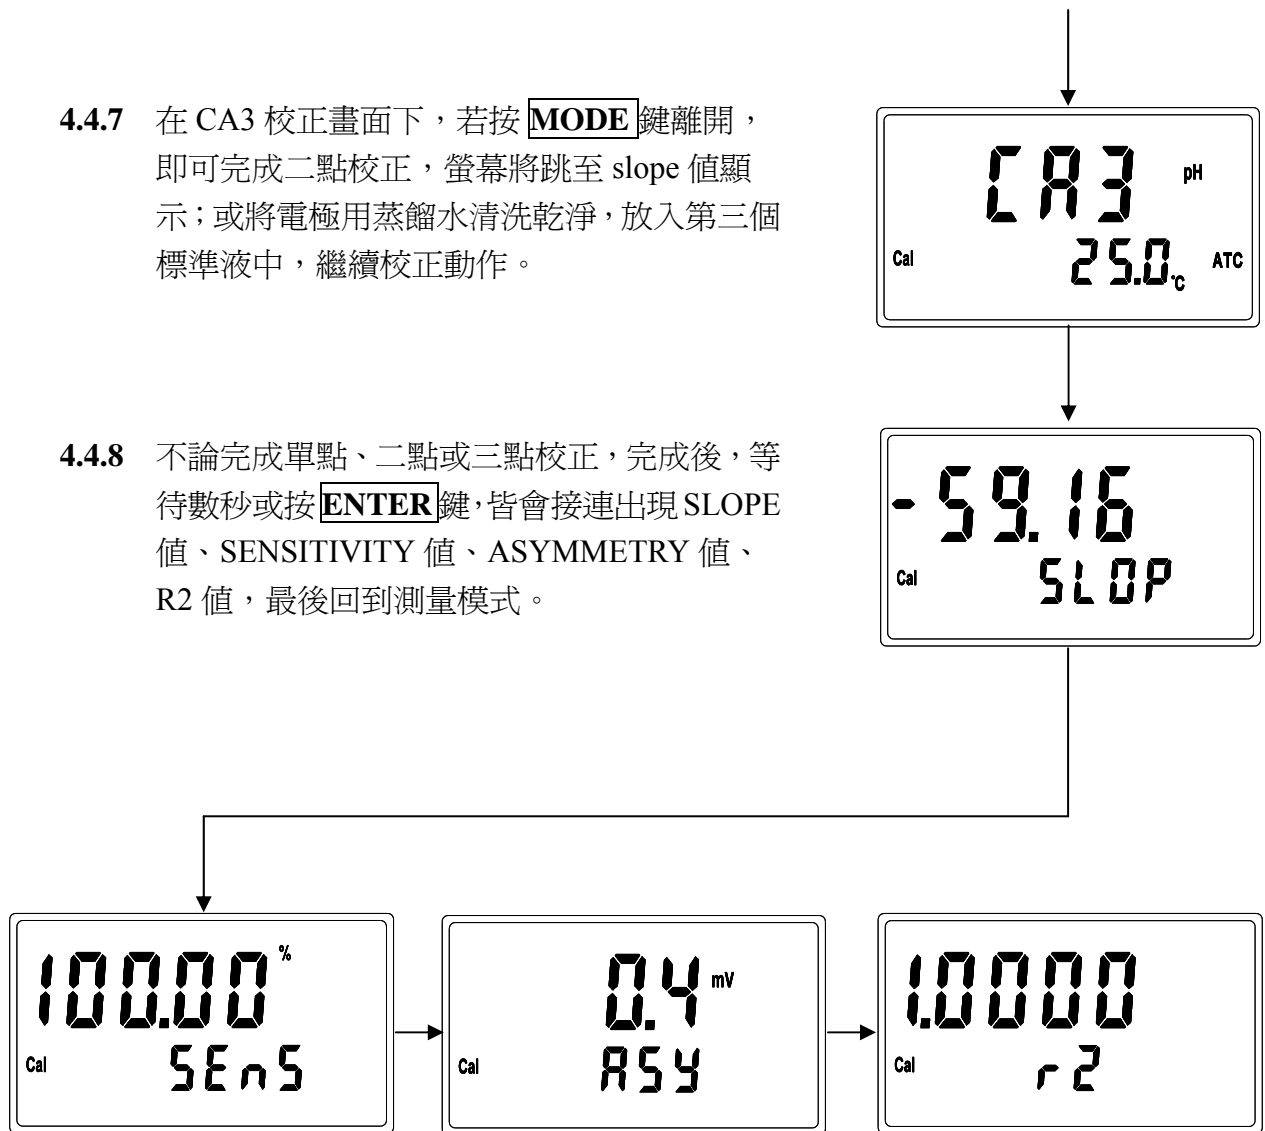 4.4.7 在 CA3 校正畫面下，若按 MODE 鍵離開，
即可完成二點校正，螢幕將跳至 slope 值顯
示；或將電極用蒸餾水清洗乾淨，放入第三個
標準液中，繼續校正動作。
CA3 pH
Cal 25.0 °C ATC
4.4.8 不論完成單點、二點或三點校正，完成後，等
待數秒或按 ENTER 鍵，皆會接連出現 SLOPE
值、SENSITIVITY 值、ASYMMETRY 值、
R2 值，最後回到測量模式。
-59.16
Cal SLOP
100.00 %
Cal SEnS
0.4 mV
Cal ASY
1.0000
Cal r2